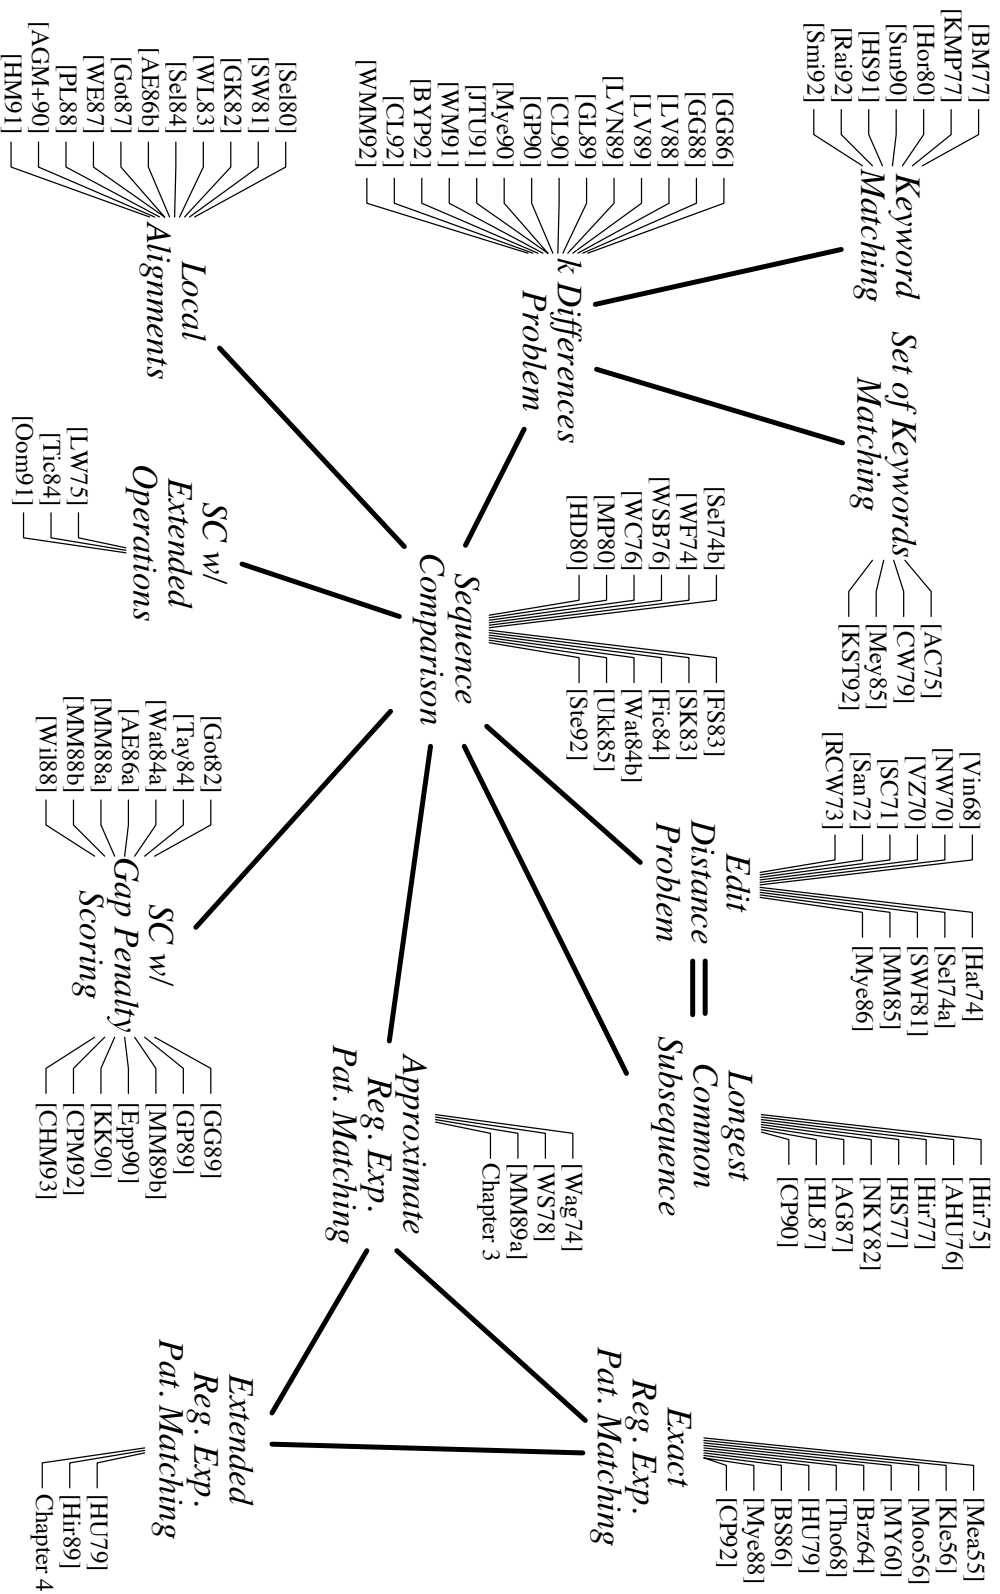 [BM77]
[KMP77]
[Hor80]
[Sun90]
[HS91]
[Rai92]
[Smi92]
Keyword
Matching
Set of Keywords
Matching
[AC75]
[CW79]
[Mey85]
[KST92]
[Vin68]
[NW70]
[VZ70]
[SC71]
[San72]
[RCW73]
[Hat74]
[Sel74a]
[SWF81]
[MM85]
[Mye86]
Edit
Distance
Problem
Longest
Common
Subsequence
[Hir75]
[AHU76]
[Hir77]
[HS77]
[NKY82]
[AG87]
[HL87]
[CP90]
[Mea55]
[Kle56]
[Moo56]
[MY60]
[Brz64]
[Tho68]
[HU79]
[BS86]
[Mye88]
[CP92]
Exact
Reg. Exp.
Pat. Matching
[GG86]
[GG88]
[LV88]
[LV89]
[LVN89]
[GL89]
[CL90]
[GP90]
[Mye90]
[JTU91]
[WM91]
[BYP92]
[CL92]
[WMM92]
k Differences
Problem
[Sel74b]
[WF74]
[WSB76]
[WC76]
[MP80]
[HD80]
[FS83]
[SK83]
[Fic84]
[Wat84b]
[Ukk85]
[Ste92]
Sequence
Comparison
[Wag74]
[WS78]
[MM89a]
Chapter 3
Approximate
Reg. Exp.
Pat. Matching
[Sel80]
[SW81]
[GK82]
[WL83]
[Sel84]
[AE86b]
[Got87]
[WE87]
[PL88]
[AGM+90]
[HM91]
Local
Alignments
SC w/
Extended
Operations
[LW75]
[Tic84]
[Oom91]
[Got82]
[Tay84]
[Wat84a]
[AE86a]
[MM88a]
[MM88b]
[Wil88]
SC w/
Gap Penalty
Scoring
[GG89]
[GP89]
[MM89b]
[Epp90]
[KK90]
[CPM92]
[CHM93]
Extended
Reg. Exp.
Pat. Matching
[HU79]
[Hir89]
Chapter 4